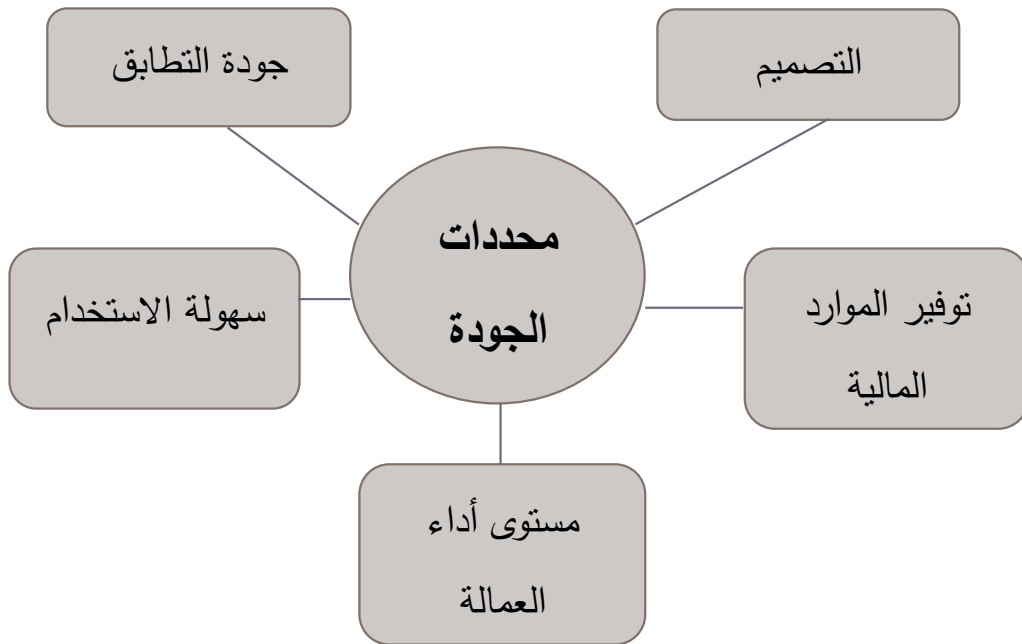 التصميم
جودة التطابق
محددات
الجودة
توفير الموارد
المالية
سهولة الاستخدام
مستوى أداء
العمالة